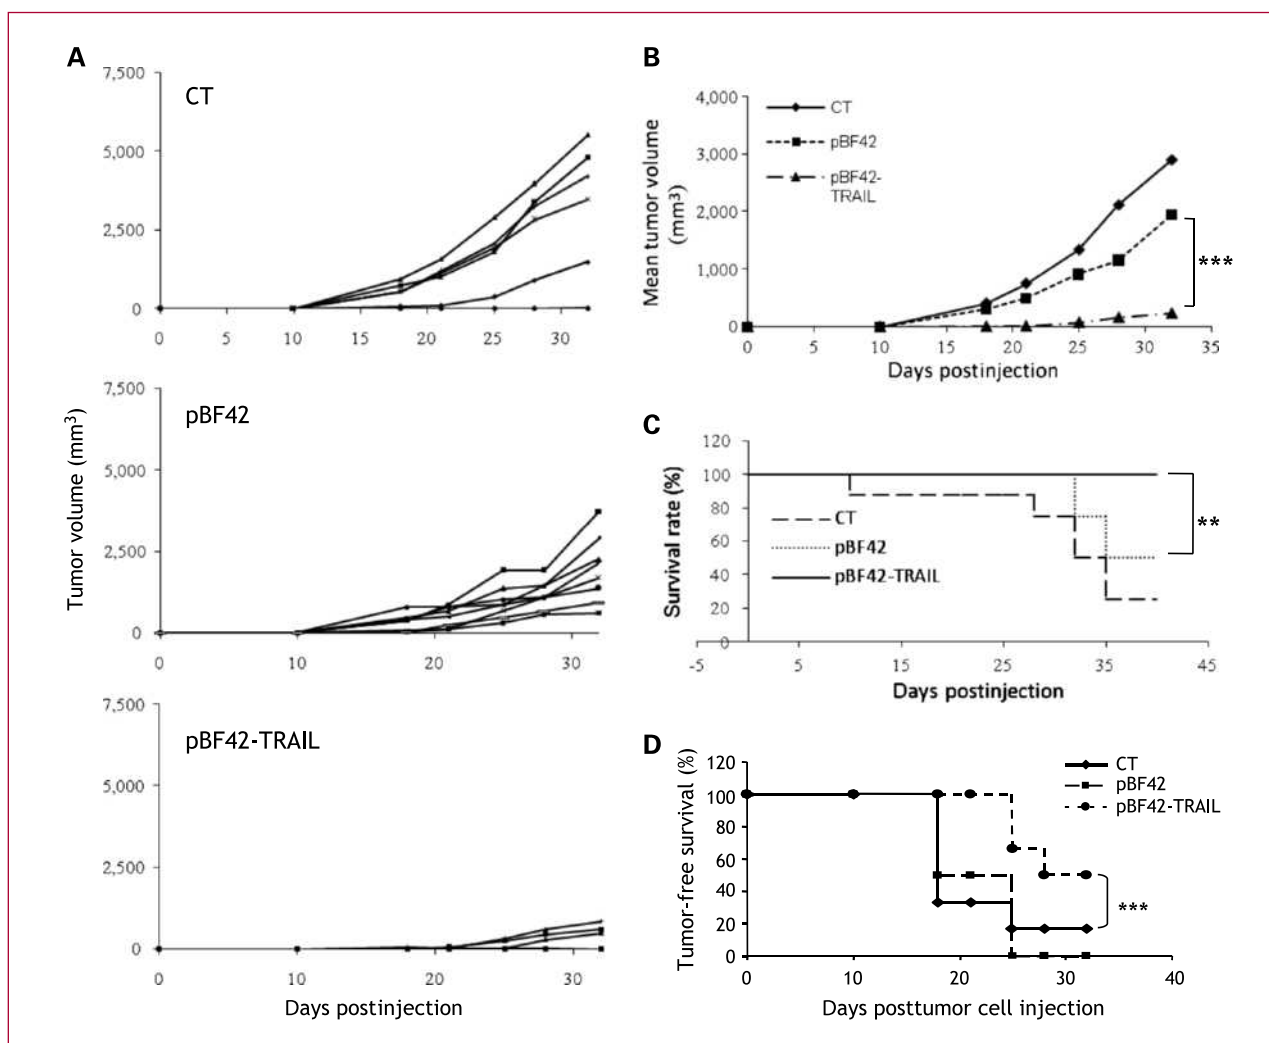 A
7,500
CT
5,000
2,500
0
0
5
10
15
20
25
30
7,500
pBF42
5,000
2,500
0
0
10
20
30
Tumor volume (mm3)
7,500
pBF42-TRAIL
5,000
2,500
0
0
10
20
30
Days postinjection
B
4,000
3,000
2,000
1,000
0
Mean tumor volume
(mm3)
CT
pBF42
pBF42-
TRAIL
***
0
5
10
15
20
25
30
35
Days postinjection
C
120
100
80
60
40
20
0
Survival rate (%)
CT
pBF42
pBF42-TRAIL
**
-5
5
15
25
35
45
Days postinjection
D
120
100
80
60
40
20
0
Tumor-free survival (%)
CT
pBF42
pBF42-TRAIL
***
0
10
20
30
40
Days posttumor cell injection